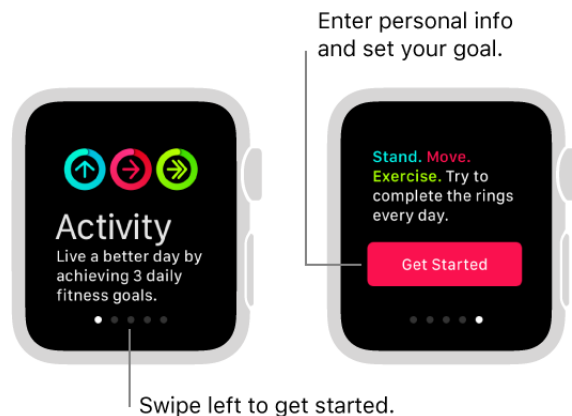 Enter personal info
and set your goal.
Activity
Live a better day by
achieving 3 daily
fitness goals.
Stand. Move.
Exercise. Try to
complete the rings
every day.
Get Started
Swipe left to get started.